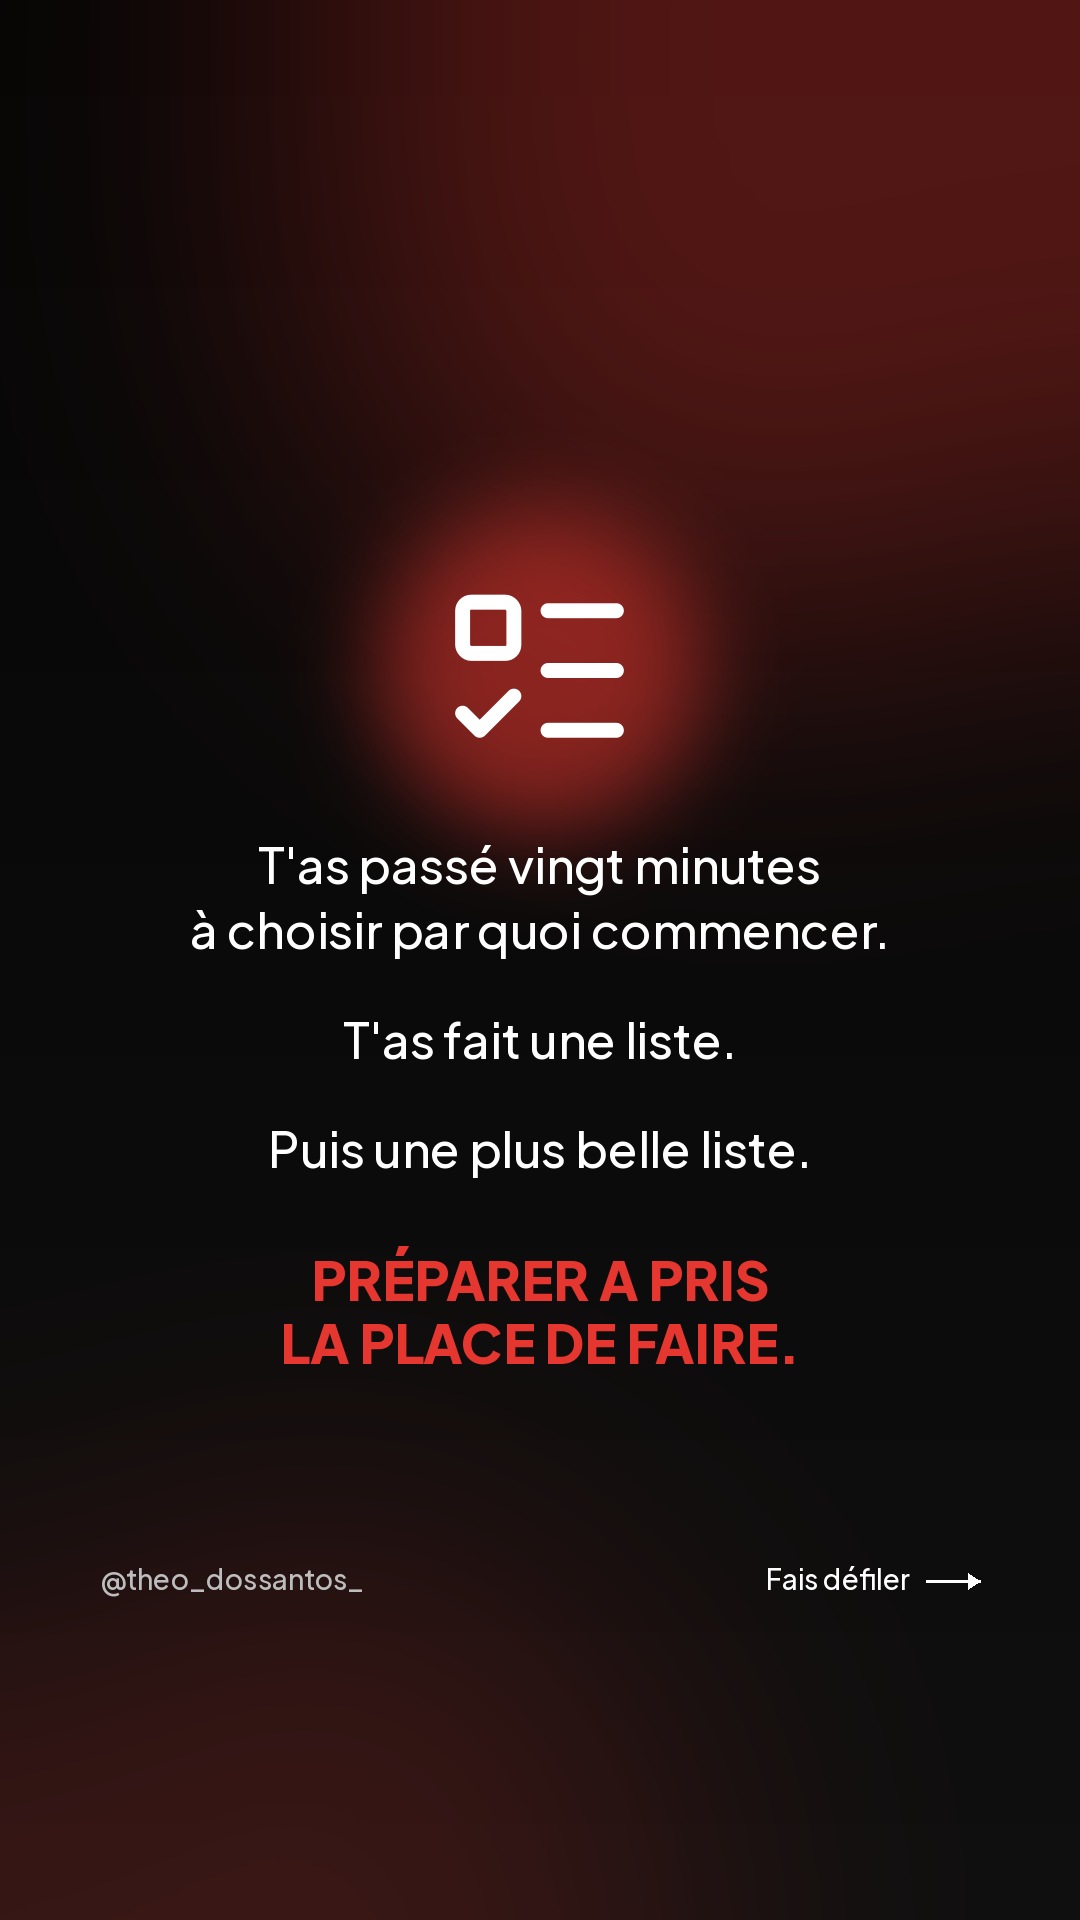 T'as passé vingt minutes
à choisir par quoi commencer.
T'as fait une liste.
Puis une plus belle liste.
PRÉPARER A PRIS
LA PLACE DE FAIRE.
@theo_dossantos_
Fais défiler